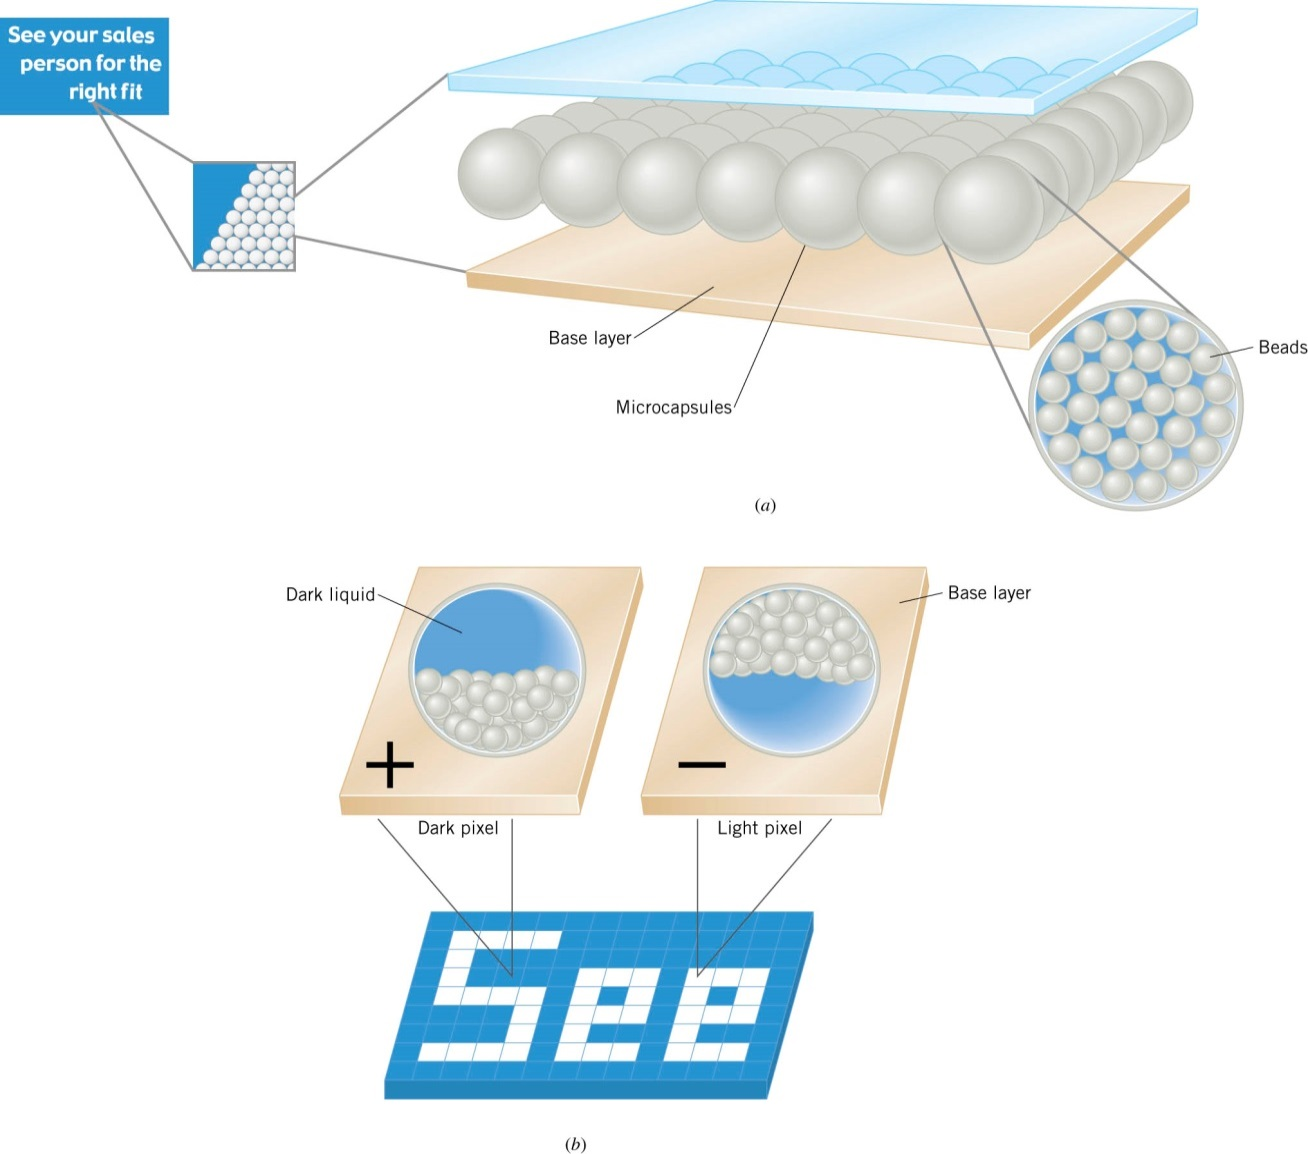 See your sales
person for the
right fit
Base layer
Beads
Microcapsules
(a)
Dark liquid
Base layer
+
−
Dark pixel
Light pixel
See
(b)